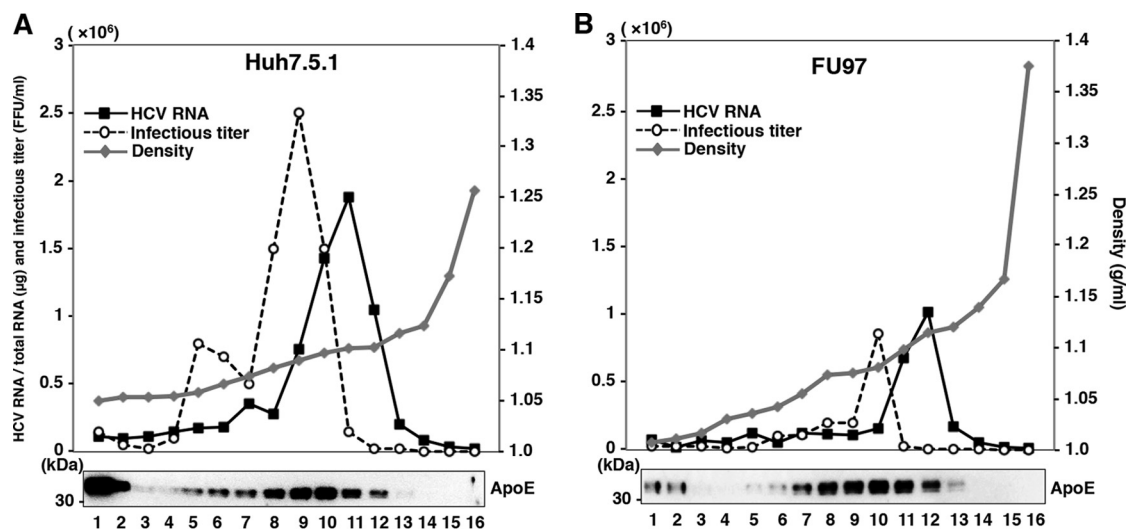 A
(×10⁶)
Huh7.5.1
HCV RNA
Infectious titer
Density
HCV RNA / total RNA (µg) and infectious titer (FFU/ml)
3
2.5
2
1.5
1
0.5
0
1.4
1.35
1.3
1.25
1.2
1.15
1.1
1.05
1.0
(kDa)
30
ApoE
1 2 3 4 5 6 7 8 9 10 11 12 13 14 15 16
B
(×10⁶)
FU97
HCV RNA
Infectious titer
Density
3
2.5
2
1.5
1
0.5
0
1.4
1.35
1.3
1.25
1.2
1.15
1.10
1.05
1.0
Density (g/ml)
(kDa)
30
ApoE
1 2 3 4 5 6 7 8 9 10 11 12 13 14 15 16